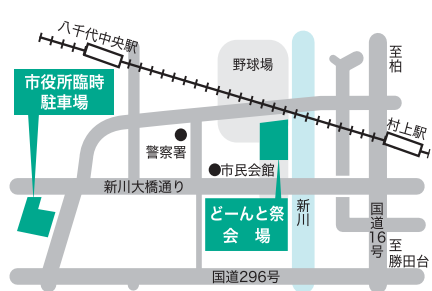 八千代中央駅
野球場
至
柏
市役所臨時
駐車場
村上駅
警察署
市民会館
新川大橋通り
どーんと祭
会　場
新
川
国
道
16
号
至
勝田台
国道296号